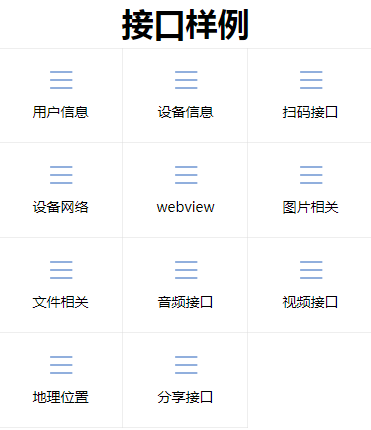 接口样例
用户信息
设备信息
扫码接口
设备网络
webview
图片相关
文件相关
音频接口
视频接口
地理位置
分享接口